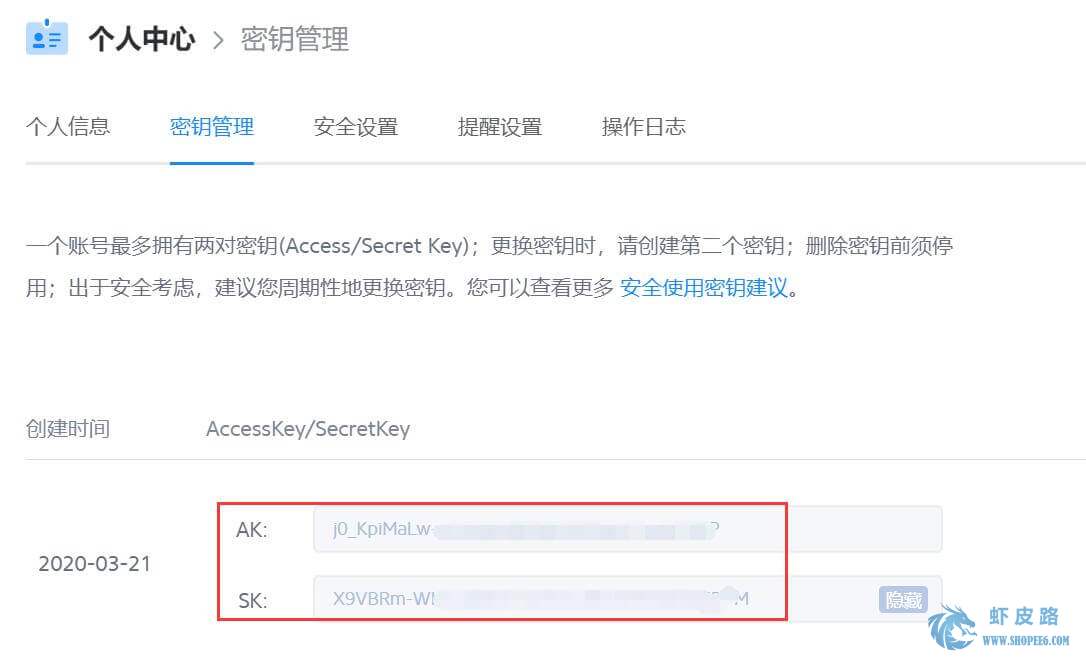 个人中心 > 密钥管理
个人信息 密钥管理 安全设置 提醒设置 操作日志
一个账号最多拥有两对密钥(Access/Secret Key)；更换密钥时，请创建第二个密钥；删除密钥前须停
用；出于安全考虑，建议您周期性地更换密钥。您可以查看更多 安全使用密钥建议。
创建时间 AccessKey/SecretKey
AK: j0_KpiMaLw-
2020-03-21
SK: X9VBRm-W 隐藏
虾皮路
WWW.SHOPEE6.COM